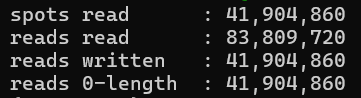 spots read      : 41,904,860
reads read      : 83,809,720
reads written   : 41,904,860
reads 0-length  : 41,904,860